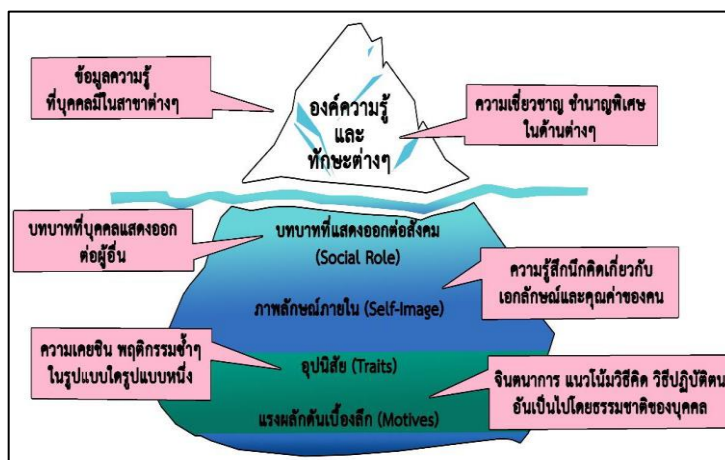 ข้อมูลความรู้
ที่บุคคลมีในสาขาต่างๆ
องค์ความรู้
และ
ทักษะต่างๆ
ความเชี่ยวชาญ ชำนาญพิเศษ
ในด้านต่างๆ
บทบาทที่บุคคลแสดงออก
ต่อผู้อื่น
บทบาทที่แสดงออกต่อสังคม
(Social Role)
ความรู้สึกนึกคิดเกี่ยวกับ
เอกลักษณ์และคุณค่าของคน
ภาพลักษณ์ภายใน (Self-Image)
ความเคยชิน พฤติกรรมซ้ำๆ
ในรูปแบบใดรูปแบบหนึ่ง
อุปนิสัย (Traits)
จินตนาการ แนวโน้มวิธีคิด วิธีปฏิบัติตน
อันเป็นไปโดยธรรมชาติของบุคคล
แรงผลักดันเบื้องลึก (Motives)